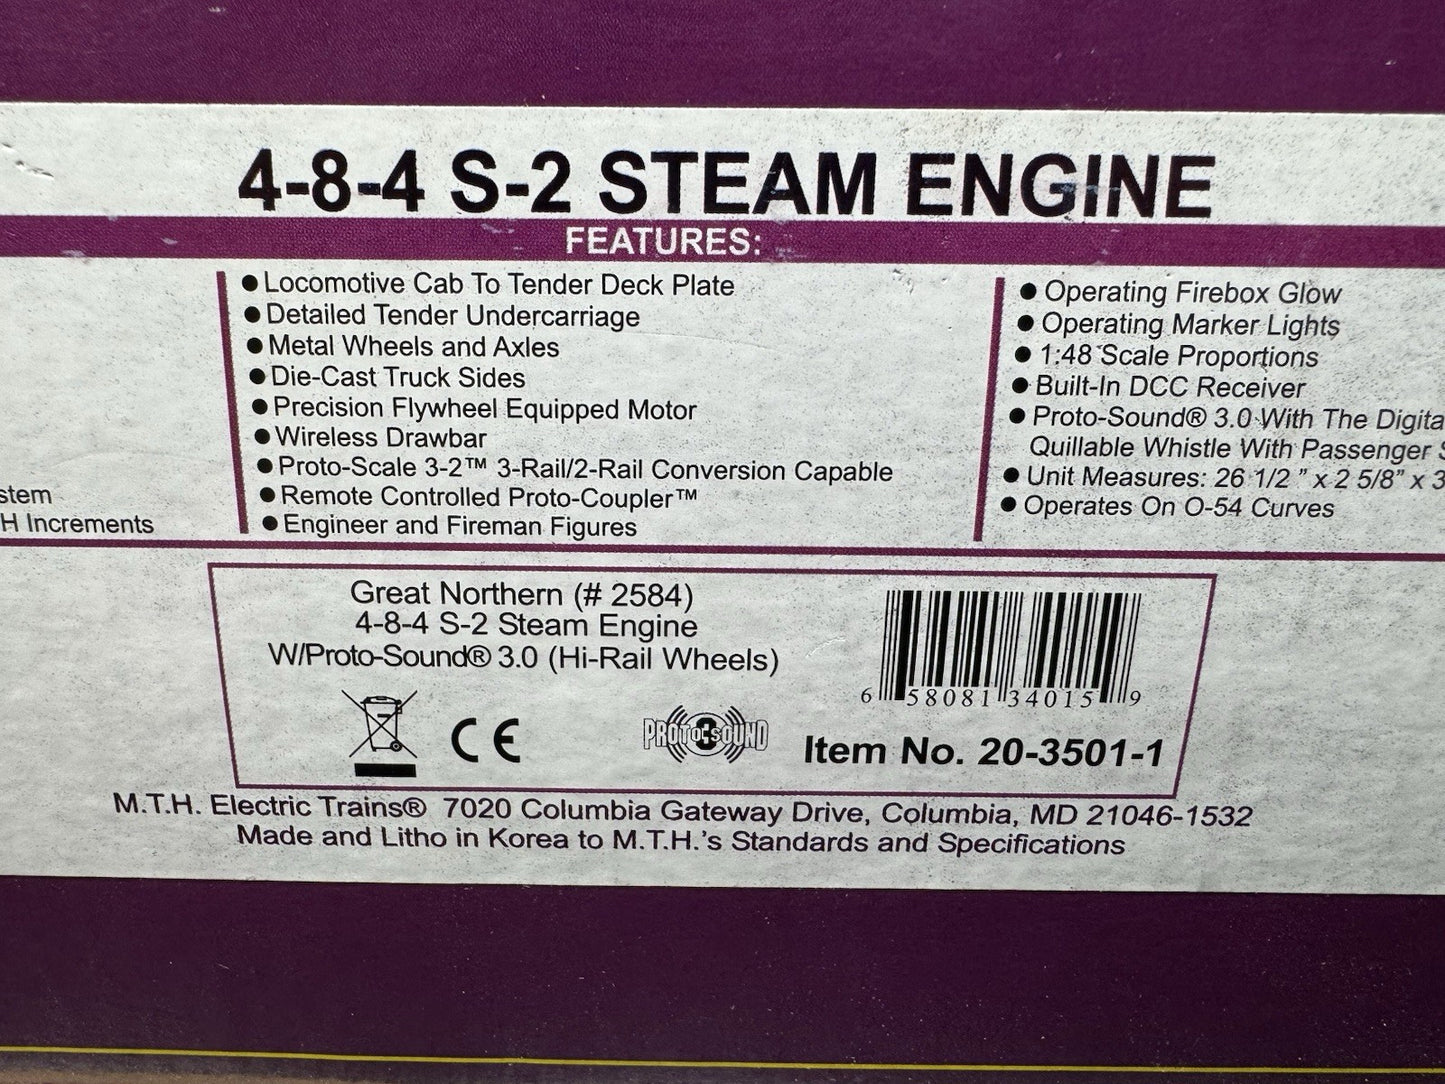 4-8-4 S-2 STEAM ENGINE
FEATURES:
H Increments
● Locomotive Cab To Tender Deck Plate
● Detailed Tender Undercarriage
● Metal Wheels and Axles
● Die-Cast Truck Sides
● Precision Flywheel Equipped Motor
● Wireless Drawbar
● Proto-Scale 3-2™ 3-Rail/2-Rail Conversion Capable
● Remote Controlled Proto-Coupler™
● Engineer and Fireman Figures
● Operating Firebox Glow
● Operating Marker Lights
● 1:48 Scale Proportions
● Built-In DCC Receiver
● Proto-Sound® 3.0 With The
Quillable Whistle With Passenger
● Unit Measures: 26 1/2 " x 2 5/8" x
● Operates On O-54 Curves
Great Northern (# 2584)
4-8-4 S-2 Steam Engine
W/Proto-Sound® 3.0 (Hi-Rail Wheels)
CE
PROTO-SOUND 3
6 58081 34015 9
Item No. 20-3501-1
M.T.H. Electric Trains® 7020 Columbia Gateway Drive, Columbia, MD 21046-1532
Made and Litho in Korea to M.T.H.'s Standards and Specifications